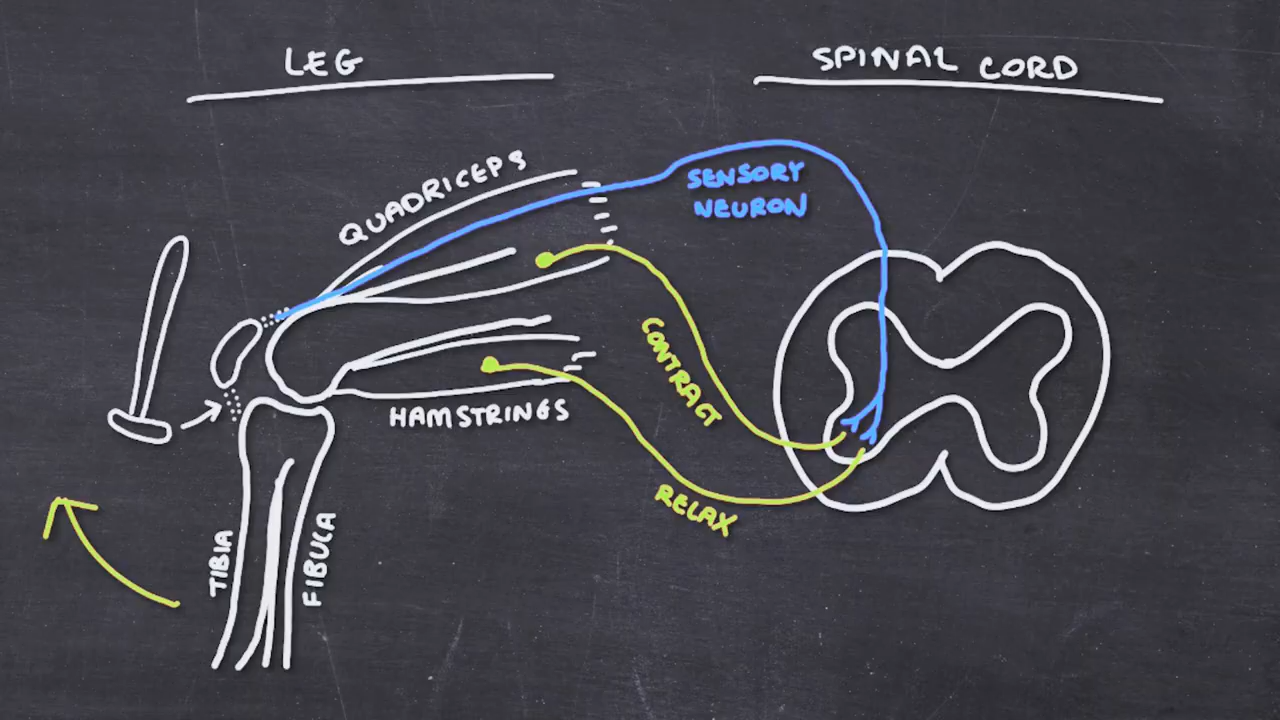 LEG
SPINAL CORD
QUADRICEPS
SENSORY
NEURON
CONTRACT
HAMSTRINGS
RELAX
TIBIA
FIBULA